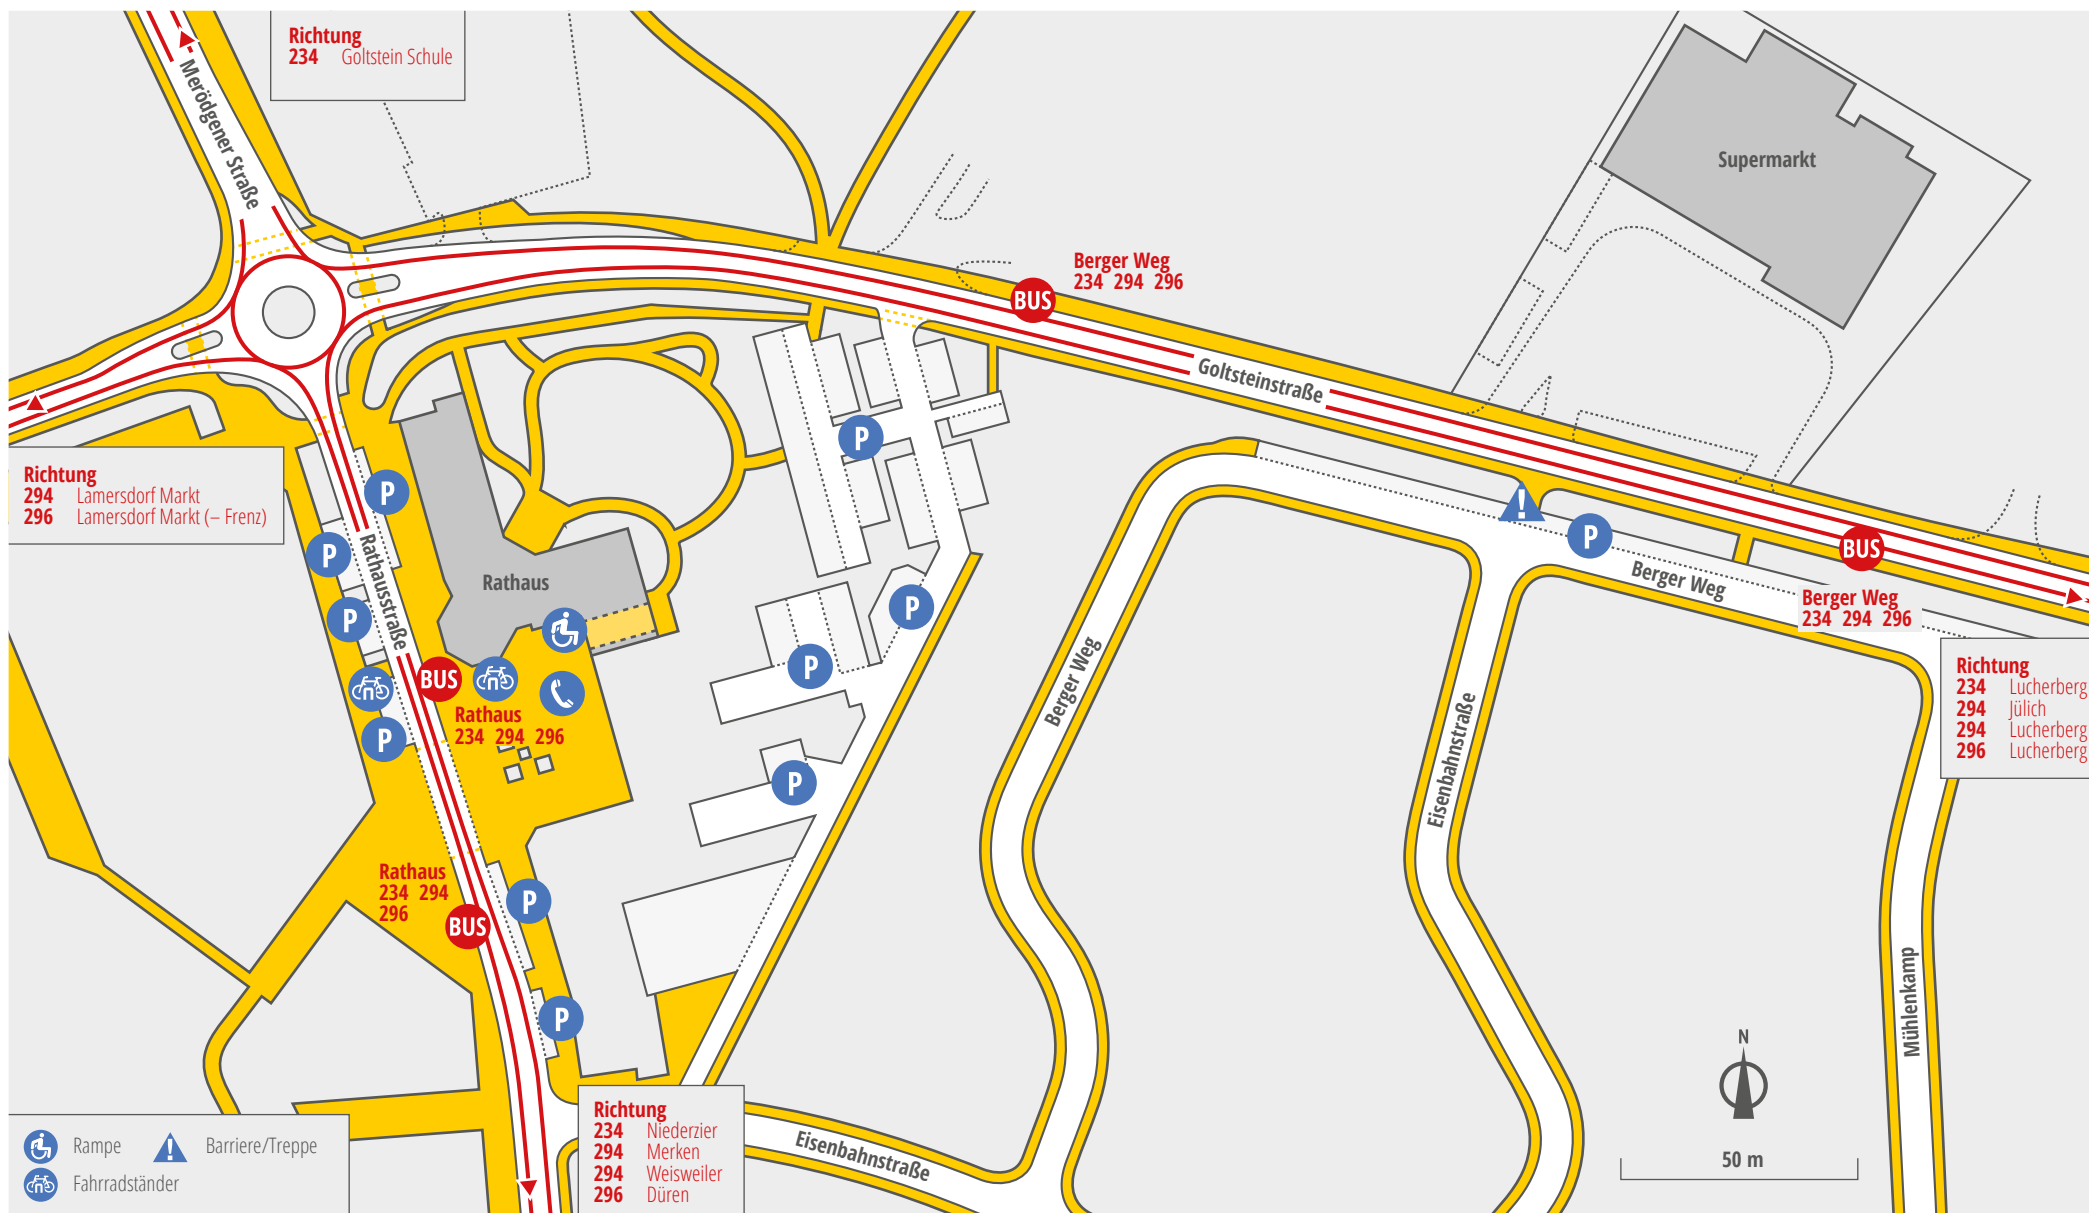 Richtung
234 Goltstein Schule
Merödgener Straße
Supermarkt
Berger Weg
234 294 296
BUS
Goltsteinstraße
P
Richtung
294 Lamersdorf Markt
296 Lamersdorf Markt (– Frenz)
P
P
Rathausstraße
Rathaus
P
P
!
P
BUS
Berger Weg
Berger Weg
234 294 296
P
BUS
Rathaus
234 294 296
P
P
P
Berger Weg
Eisenbahnstraße
Richtung
234 Lucherberg
294 Jülich
294 Lucherberg
296 Lucherberg
Rathaus
234 294
296
BUS
P
P
Mühlenkamp
N
50 m
Richtung
234 Niederzier
294 Merken
294 Weisweiler
296 Düren
Eisenbahnstraße
Rampe
! Barriere/Treppe
Fahrradständer